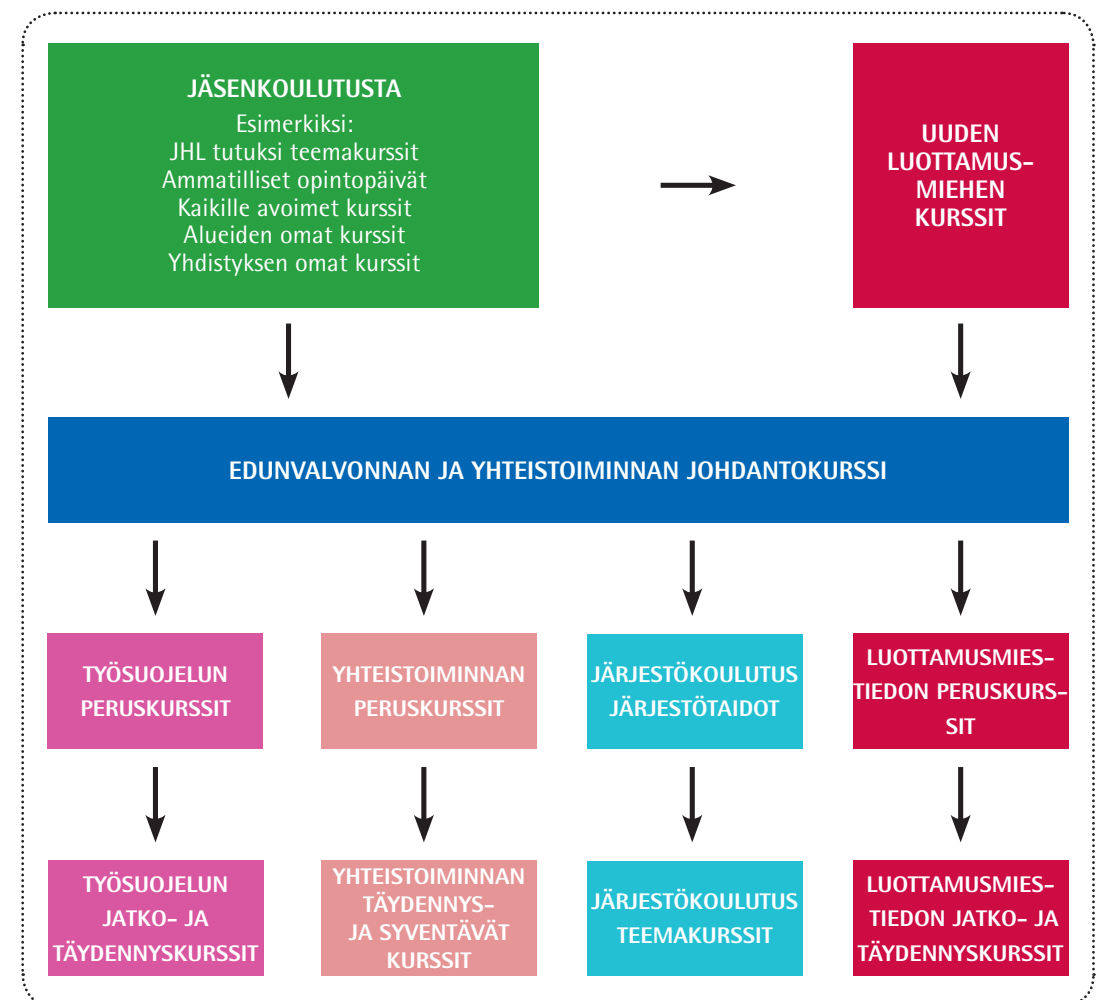 JÄSENKOULUTUSTA
Esimerkiksi:
JHL tutuksi teemakurssit
Ammatilliset opintopäivät
Kaikille avoimet kurssit
Alueiden omat kurssit
Yhdistyksen omat kurssit
UUDEN
LUOTTAMUS-
MIEHEN
KURSSIT
EDUNVALVONNAN JA YHTEISTOIMINNAN JOHDANTOKURSSI
TYÖSUOJELUN
PERUSKURSSIT
YHTEISTOIMINNAN
PERUSKURSSIT
JÄRJESTÖKOULUTUS
JÄRJESTÖTAIDOT
LUOTTAMUSMIES-
TIEDON PERUSKURS-
SIT
TYÖSUOJELUN
JATKO- JA
TÄYDENNYSKURSSIT
YHTEISTOIMINNAN
TÄYDENNYS-
JA SYVENTÄVÄT
KURSSIT
JÄRJESTÖKOULUTUS
TEEMAKURSSIT
LUOTTAMUSMIES-
TIEDON JATKO- JA
TÄYDENNYSKURSSIT